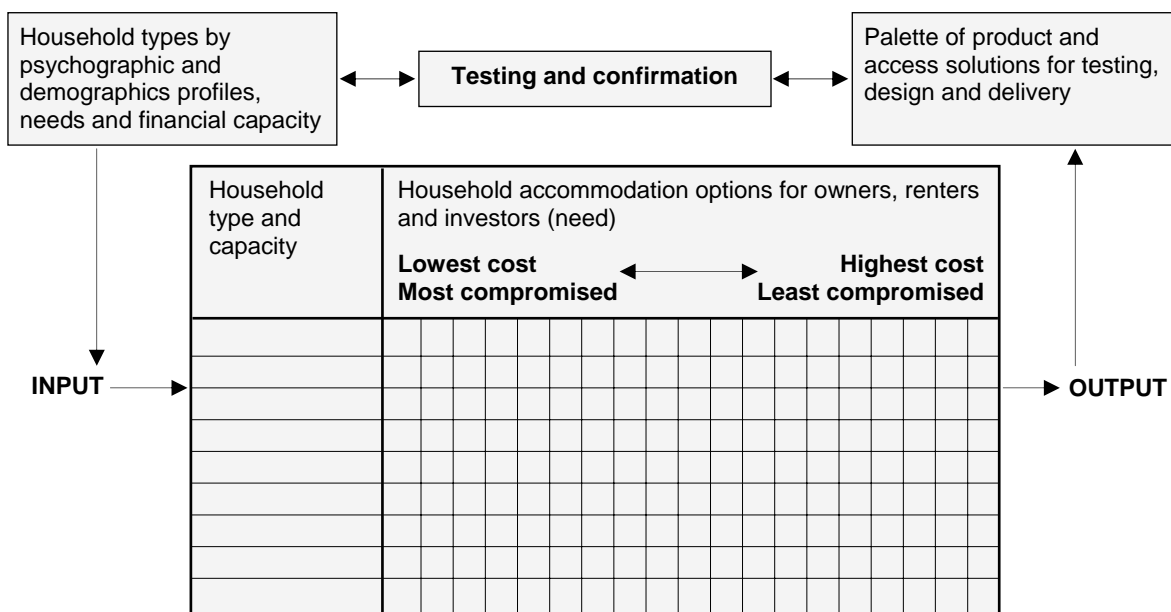 Household types by
psychographic and
demographics profiles,
needs and financial capacity
Testing and confirmation
Palette of product and
access solutions for testing,
design and delivery
Household
type and
capacity
Household accommodation options for owners, renters
and investors (need)
Lowest cost
Most compromised
Highest cost
Least compromised
INPUT
OUTPUT